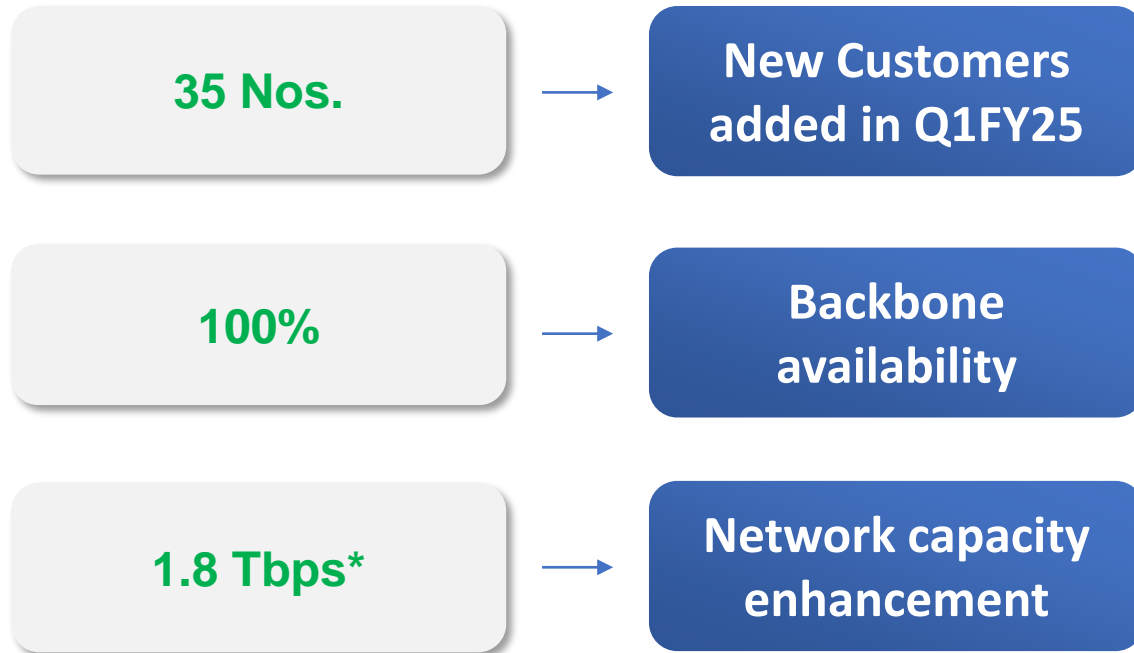 35 Nos.
New Customers
added in Q1FY25
100%
Backbone
availability
1.8 Tbps*
Network capacity
enhancement